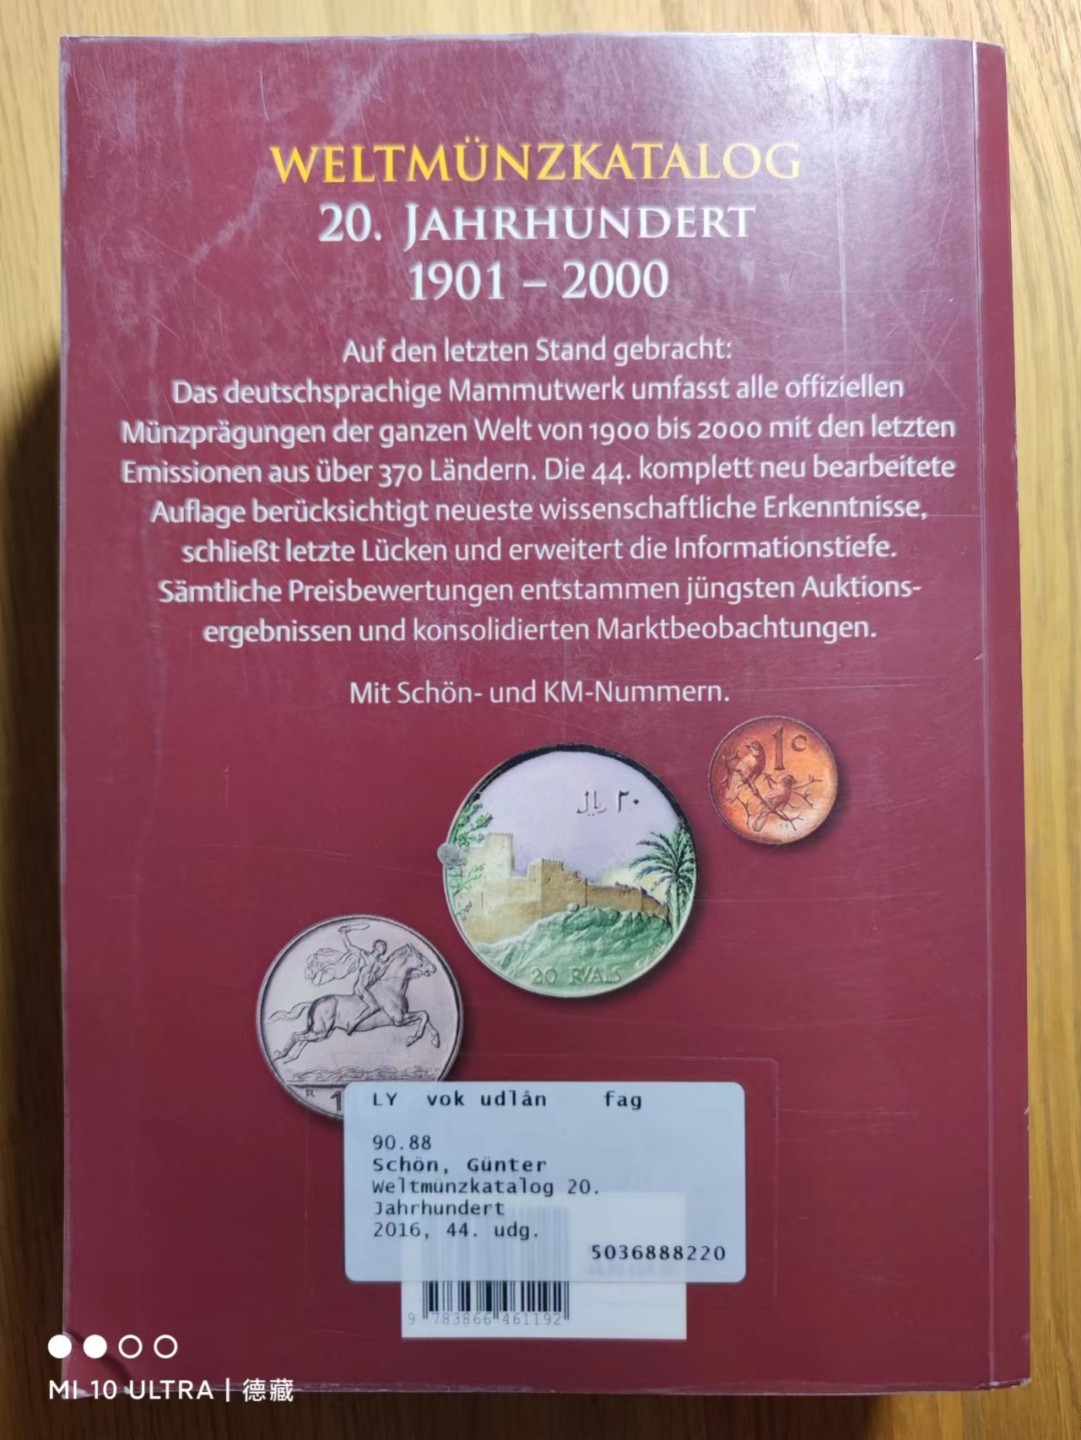 WELTMÜNZKATALOG
20. JAHRHUNDERT
1901 – 2000
Auf den letzten Stand gebracht:
Das deutschsprachige Mammutwerk umfasst alle offiziellen
Münzprägungen der ganzen Welt von 1900 bis 2000 mit den letzten
Emissionen aus über 370 Ländern. Die 44. komplett neu bearbeitete
Auflage berücksichtigt neueste wissenschaftliche Erkenntnisse,
schließt letzte Lücken und erweitert die Informationstiefe.
Sämtliche Preisbewertungen entstammen jüngsten Auktions-
ergebnissen und konsolidierten Marktbeobachtungen.
Mit Schön- und KM-Nummern.
1c
٢٠ ريال
20 RIALS
R 1
LY vok udlån fag
90.88
Schön, Günter
Weltmünzkatalog 20.
Jahrhundert
2016, 44. udg.
5036888220
9 783866 461192
MI 10 ULTRA | 德藏